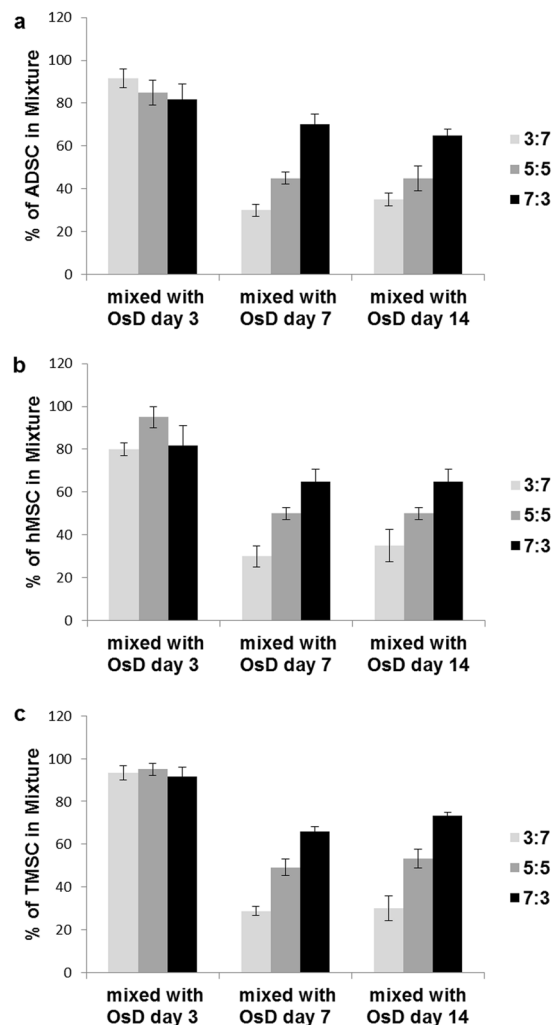 a
% of ADSC in Mixture
120
100
80
60
40
20
0
mixed with
OsD day 3
mixed with
OsD day 7
mixed with
OsD day 14
3:7
5:5
7:3
b
% of hMSC in Mixture
120
100
80
60
40
20
0
mixed with
OsD day 3
mixed with
OsD day 7
mixed with
OsD day 14
3:7
5:5
7:3
c
% of TMSC in Mixture
120
100
80
60
40
20
0
mixed with
OsD day 3
mixed with
OsD day 7
mixed with
OsD day 14
3:7
5:5
7:3